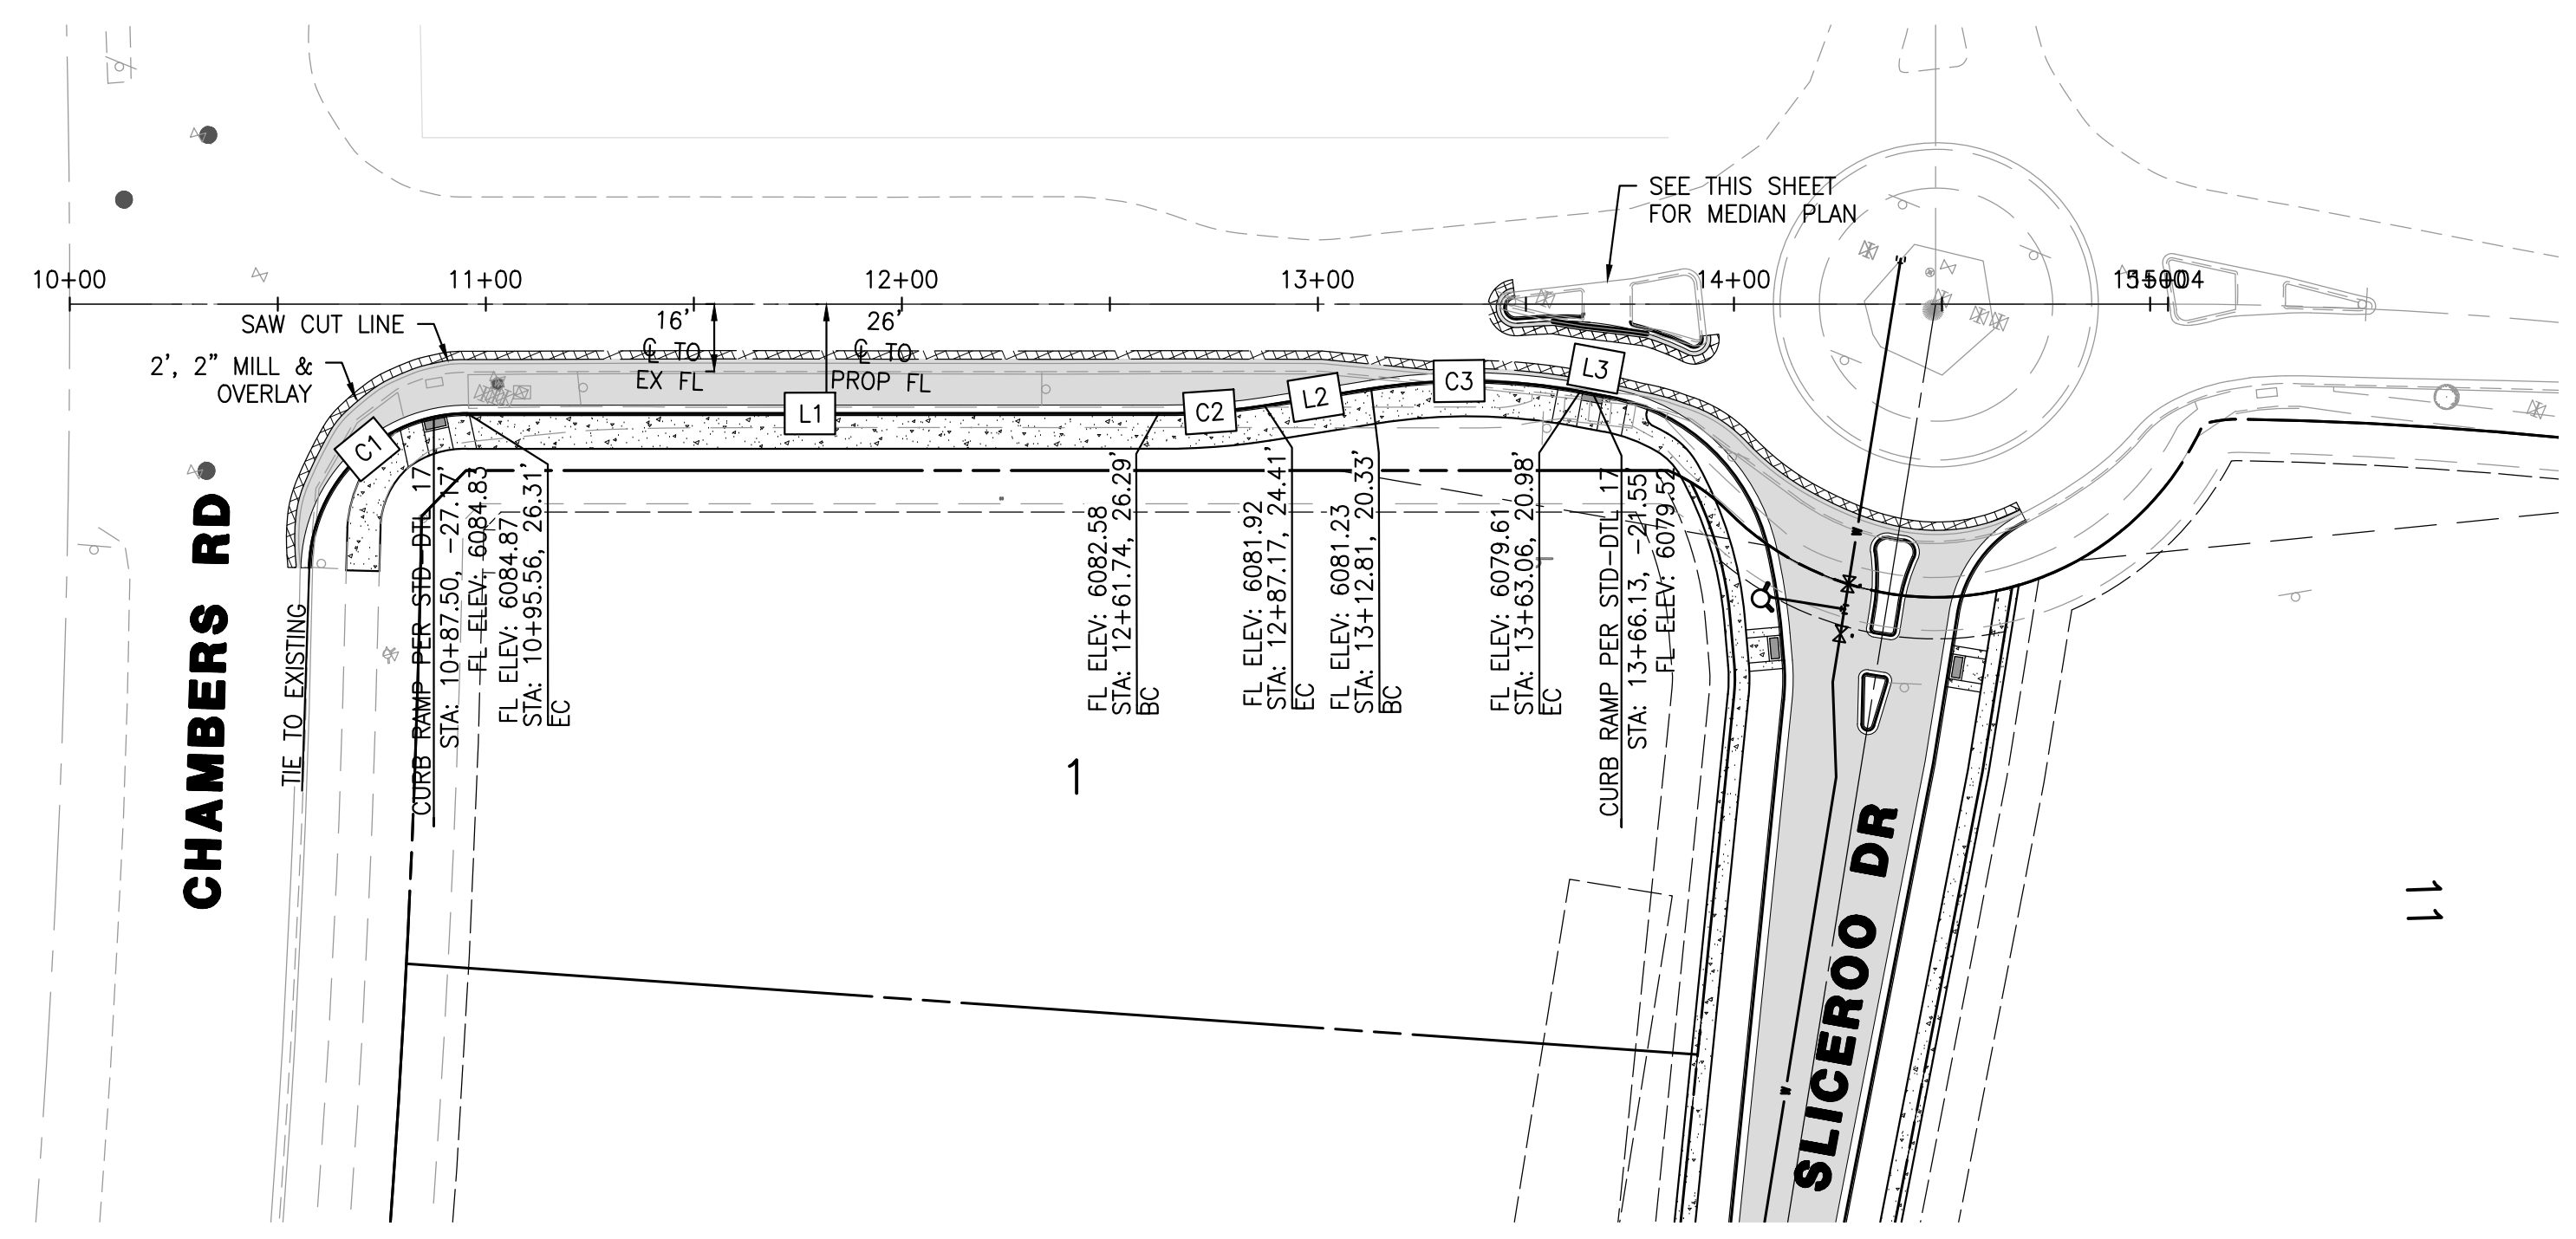 SEE THIS SHEET
FOR MEDIAN PLAN
10+00
11+00
12+00
13+00
14+00
15+00
SAW CUT LINE
2', 2" MILL &
OVERLAY
16'
℄ TO
EX FL
26'
℄ TO
PROP FL
C1
L1
C2
L2
C3
L3
CHAMBERS RD
TIE TO EXISTING
CURB RAMP PER STD-DTL 17
STA: 10+87.50, -27.17'
FL ELEV: 6084.83
FL ELEV: 6084.87
STA: 10+95.56, 26.31'
EC
FL ELEV: 6082.58
STA: 12+61.74, 26.29'
BC
FL ELEV: 6081.92
STA: 12+87.17, 24.41'
EC
FL ELEV: 6081.23
STA: 13+12.81, 20.33'
BC
FL ELEV: 6079.61
STA: 13+63.06, 20.98'
EC
CURB RAMP PER STD-DTL 17
STA: 13+66.13, -21.55'
FL ELEV: 6079.52
W
W
1
SLICEROO DR
11